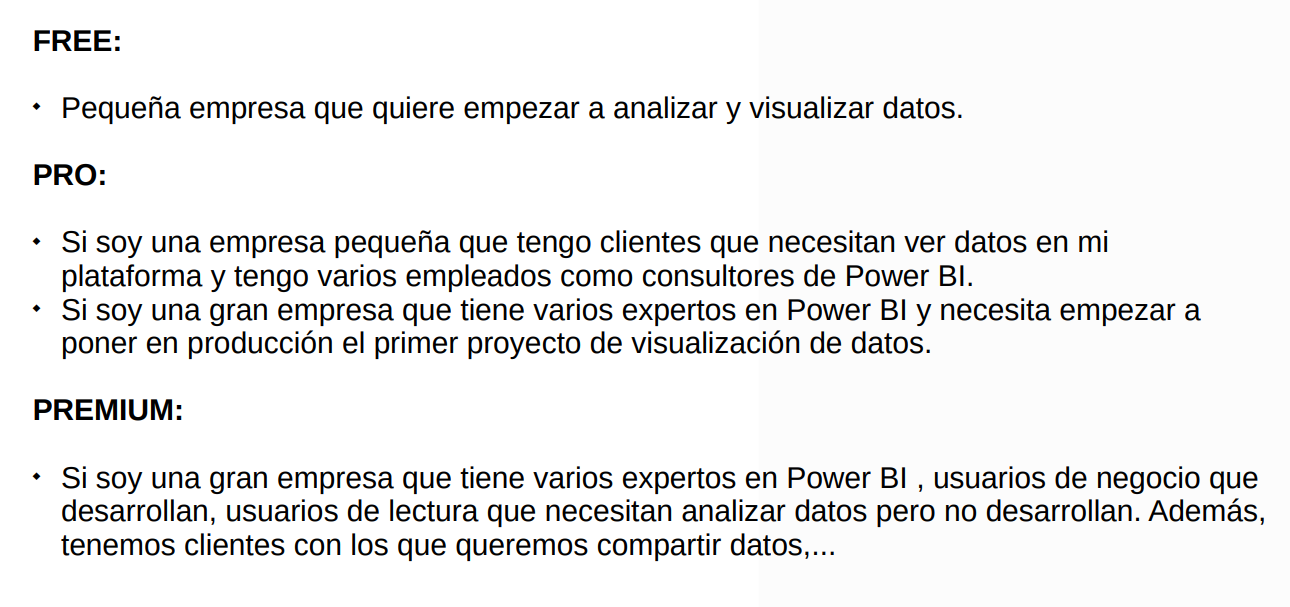 FREE:
• Pequeña empresa que quiere empezar a analizar y visualizar datos.
PRO:
• Si soy una empresa pequeña que tengo clientes que necesitan ver datos en mi
plataforma y tengo varios empleados como consultores de Power BI.
• Si soy una gran empresa que tiene varios expertos en Power BI y necesita empezar a
poner en producción el primer proyecto de visualización de datos.
PREMIUM:
• Si soy una gran empresa que tiene varios expertos en Power BI , usuarios de negocio que
desarrollan, usuarios de lectura que necesitan analizar datos pero no desarrollan. Además,
tenemos clientes con los que queremos compartir datos,...